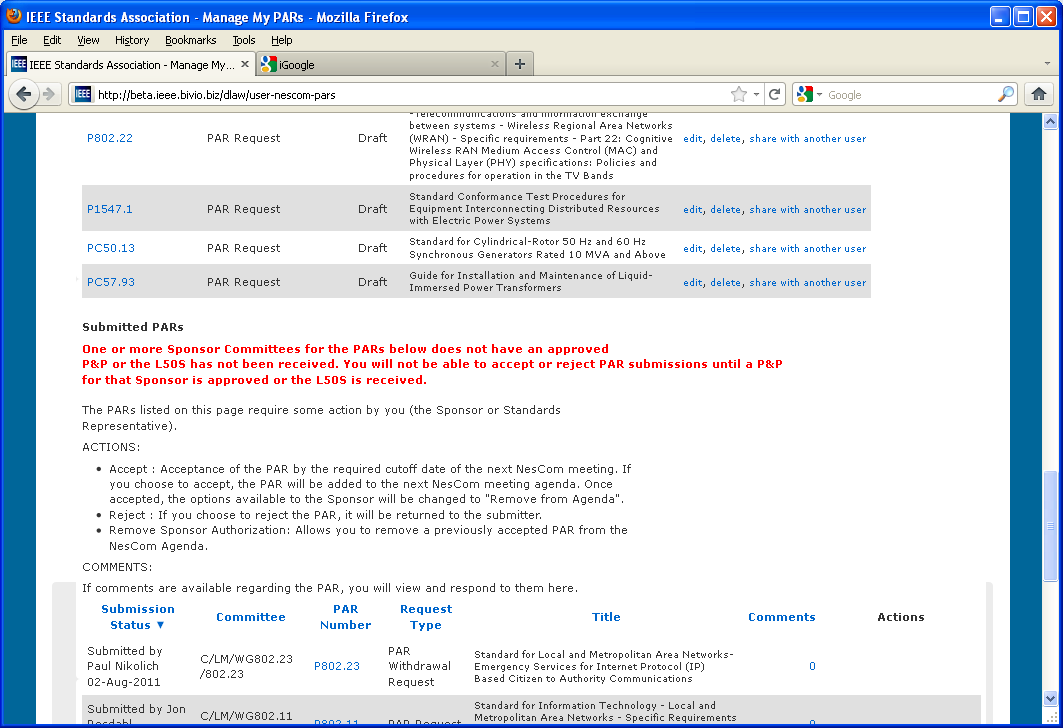 IEEE Standards Association - Manage My PARs - Mozilla Firefox
File Edit View History Bookmarks Tools Help
IEEE Standards Association - Manage My... × iGoogle × +
http://beta.ieee.bivio.biz/dlaw/user-nescom-pars Google
-Telecommunications and information exchange
between systems - Wireless Regional Area Networks
P802.22 PAR Request Draft (WRAN) - Specific requirements - Part 22: Cognitive edit, delete, share with another user
Wireless RAN Medium Access Control (MAC) and
Physical Layer (PHY) specifications: Policies and
procedures for operation in the TV Bands
Standard Conformance Test Procedures for
P1547.1 PAR Request Draft Equipment Interconnecting Distributed Resources edit, delete, share with another user
with Electric Power Systems
PC50.13 PAR Request Draft Standard for Cylindrical-Rotor 50 Hz and 60 Hz edit, delete, share with another user
Synchronous Generators Rated 10 MVA and Above
PC57.93 PAR Request Draft Guide for Installation and Maintenance of Liquid- edit, delete, share with another user
Immersed Power Transformers
Submitted PARs
One or more Sponsor Committees for the PARs below does not have an approved
P&P or the L50S has not been received. You will not be able to accept or reject PAR submissions until a P&P
for that Sponsor is approved or the L50S is received.
The PARs listed on this page require some action by you (the Sponsor or Standards
Representative).
ACTIONS:
• Accept : Acceptance of the PAR by the required cutoff date of the next NesCom meeting. If
you choose to accept, the PAR will be added to the next NesCom meeting agenda. Once
accepted, the options available to the Sponsor will be changed to "Remove from Agenda".
• Reject : If you choose to reject the PAR, it will be returned to the submitter.
• Remove Sponsor Authorization: Allows you to remove a previously accepted PAR from the
NesCom Agenda.
COMMENTS:
If comments are available regarding the PAR, you will view and respond to them here.
Submission PAR Request
Committee Title Comments Actions
Status ▼ Number Type
Submitted by PAR Standard for Local and Metropolitan Area Networks-
Paul Nikolich C/LM/WG802.23 P802.23 Withdrawal Emergency Services for Internet Protocol (IP) 0
02-Aug-2011 /802.23 Request Based Citizen to Authority Communications
Submitted by Jon C/LM/WG802.11 Standard for Information Technology - Local and
Rosdahl P802.11 PAR Request Metropolitan Area Networks - Specific Requirements 0